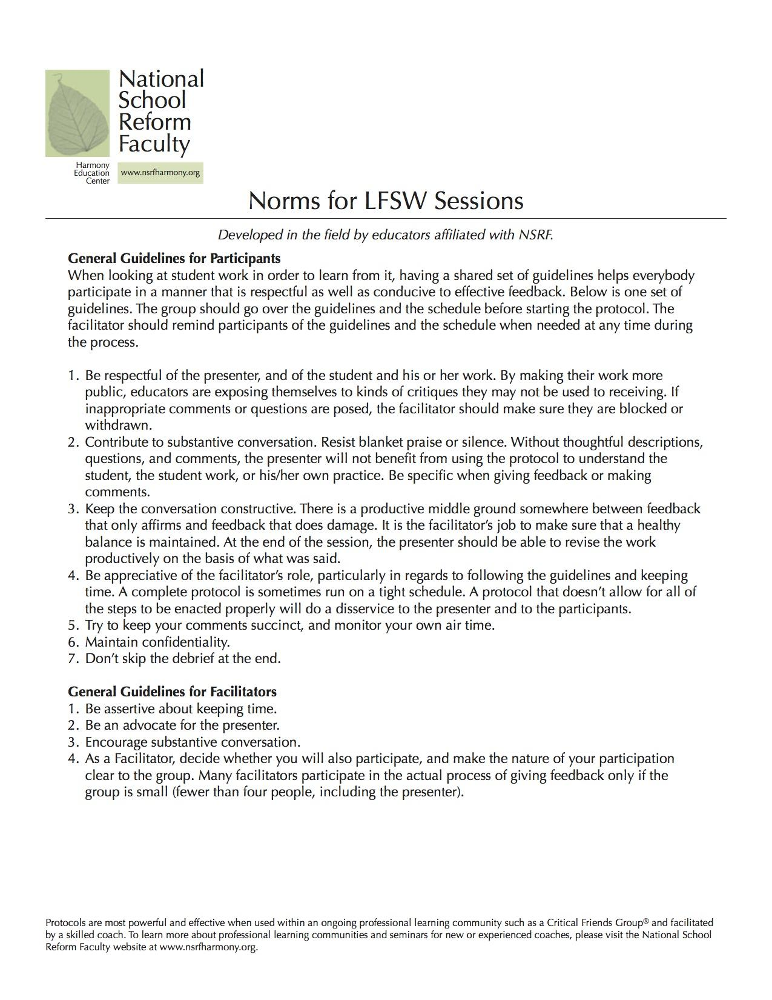 National
School
Reform
Faculty
Harmony
Education
Center
www.nsrfharmony.org
Norms for LFSW Sessions
Developed in the field by educators affiliated with NSRF.
General Guidelines for Participants
When looking at student work in order to learn from it, having a shared set of guidelines helps everybody
participate in a manner that is respectful as well as conducive to effective feedback. Below is one set of
guidelines. The group should go over the guidelines and the schedule before starting the protocol. The
facilitator should remind participants of the guidelines and the schedule when needed at any time during
the process.
1. Be respectful of the presenter, and of the student and his or her work. By making their work more
public, educators are exposing themselves to kinds of critiques they may not be used to receiving. If
inappropriate comments or questions are posed, the facilitator should make sure they are blocked or
withdrawn.
2. Contribute to substantive conversation. Resist blanket praise or silence. Without thoughtful descriptions,
questions, and comments, the presenter will not benefit from using the protocol to understand the
student, the student work, or his/her own practice. Be specific when giving feedback or making
comments.
3. Keep the conversation constructive. There is a productive middle ground somewhere between feedback
that only affirms and feedback that does damage. It is the facilitator’s job to make sure that a healthy
balance is maintained. At the end of the session, the presenter should be able to revise the work
productively on the basis of what was said.
4. Be appreciative of the facilitator’s role, particularly in regards to following the guidelines and keeping
time. A complete protocol is sometimes run on a tight schedule. A protocol that doesn’t allow for all of
the steps to be enacted properly will do a disservice to the presenter and to the participants.
5. Try to keep your comments succinct, and monitor your own air time.
6. Maintain confidentiality.
7. Don’t skip the debrief at the end.
General Guidelines for Facilitators
1. Be assertive about keeping time.
2. Be an advocate for the presenter.
3. Encourage substantive conversation.
4. As a Facilitator, decide whether you will also participate, and make the nature of your participation
clear to the group. Many facilitators participate in the actual process of giving feedback only if the
group is small (fewer than four people, including the presenter).
Protocols are most powerful and effective when used within an ongoing professional learning community such as a Critical Friends Group® and facilitated
by a skilled coach. To learn more about professional learning communities and seminars for new or experienced coaches, please visit the National School
Reform Faculty website at www.nsrfharmony.org.